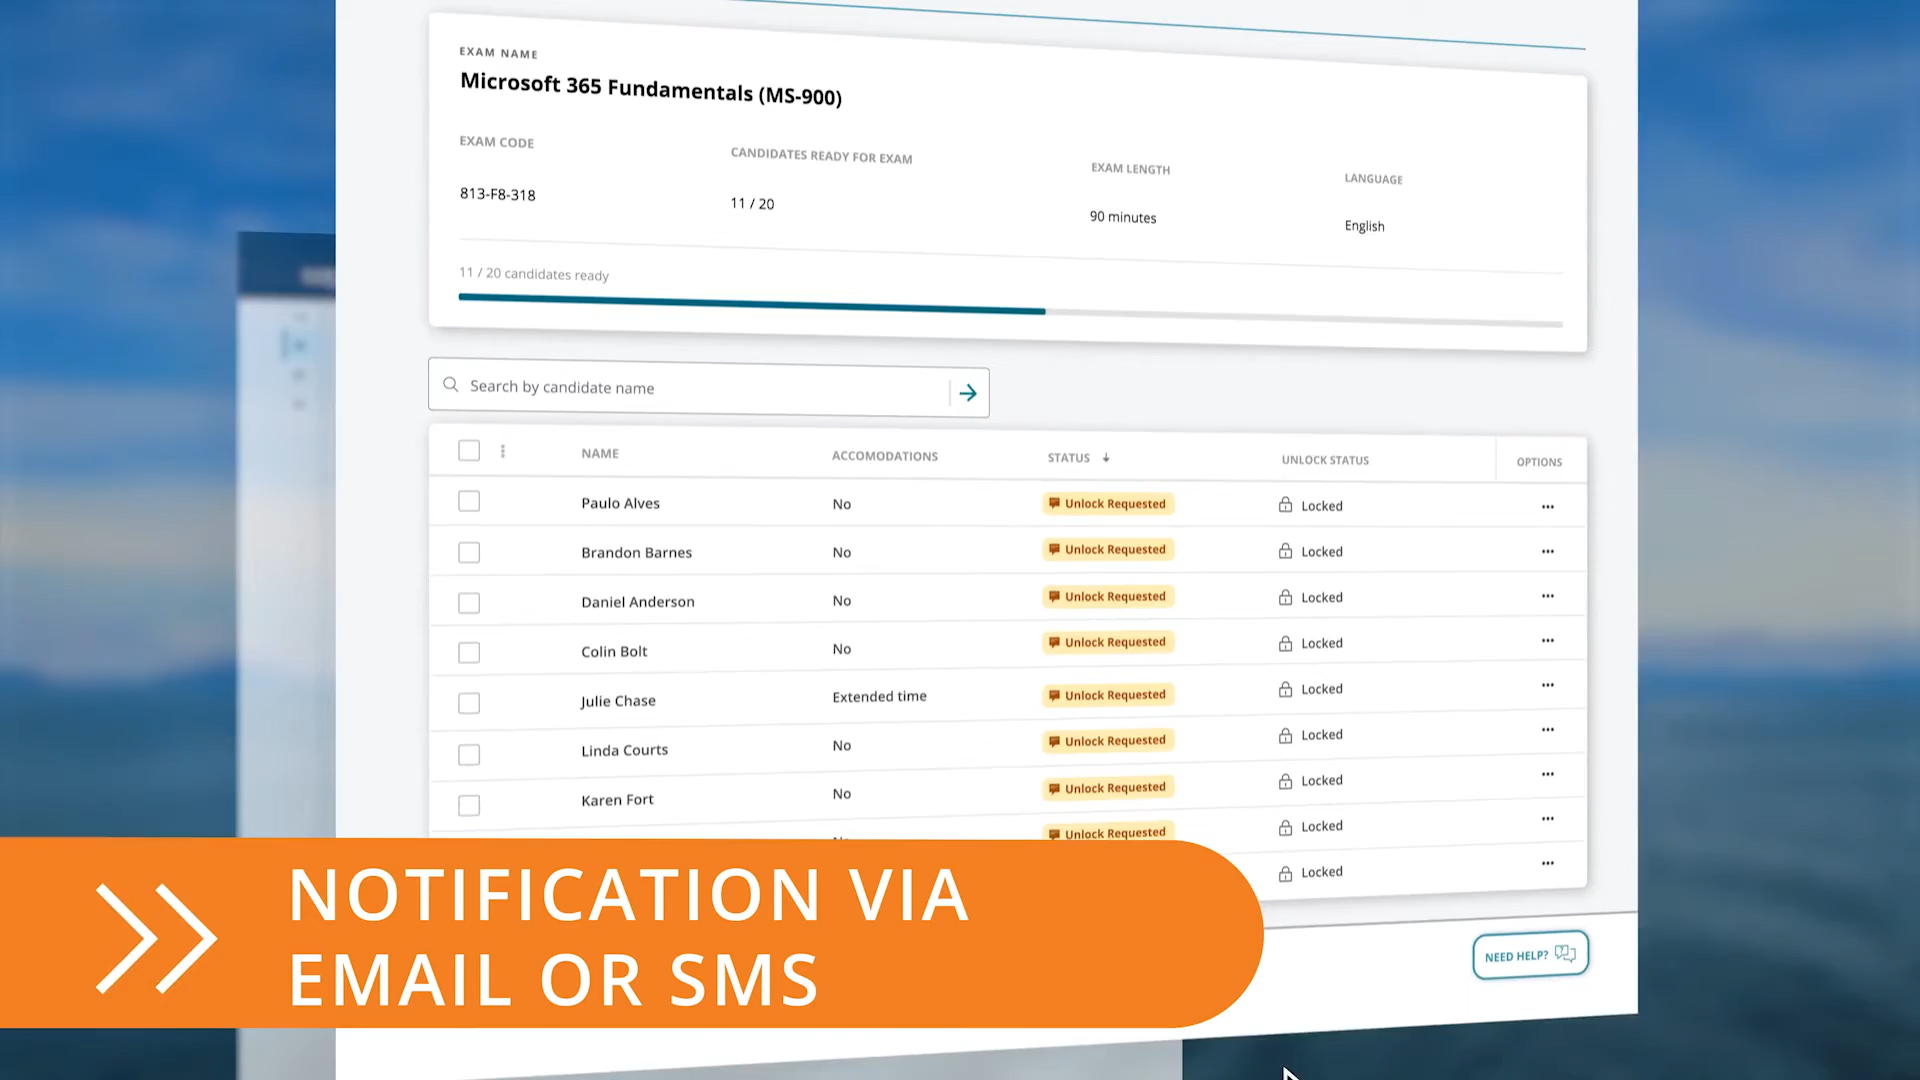 EXAM NAME
Microsoft 365 Fundamentals (MS-900)
EXAM CODE CANDIDATES READY FOR EXAM EXAM LENGTH LANGUAGE
813-F8-318 11 / 20 90 minutes English
11 / 20 candidates ready
Search by candidate name
NAME ACCOMODATIONS STATUS UNLOCK STATUS OPTIONS
Paulo Alves No Unlock Requested Locked
Brandon Barnes No Unlock Requested Locked
Daniel Anderson No Unlock Requested Locked
Colin Bolt No Unlock Requested Locked
Julie Chase Extended time Unlock Requested Locked
Linda Courts No Unlock Requested Locked
Karen Fort No Unlock Requested Locked
No Unlock Requested Locked
Locked
NOTIFICATION VIA
EMAIL OR SMS
NEED HELP?